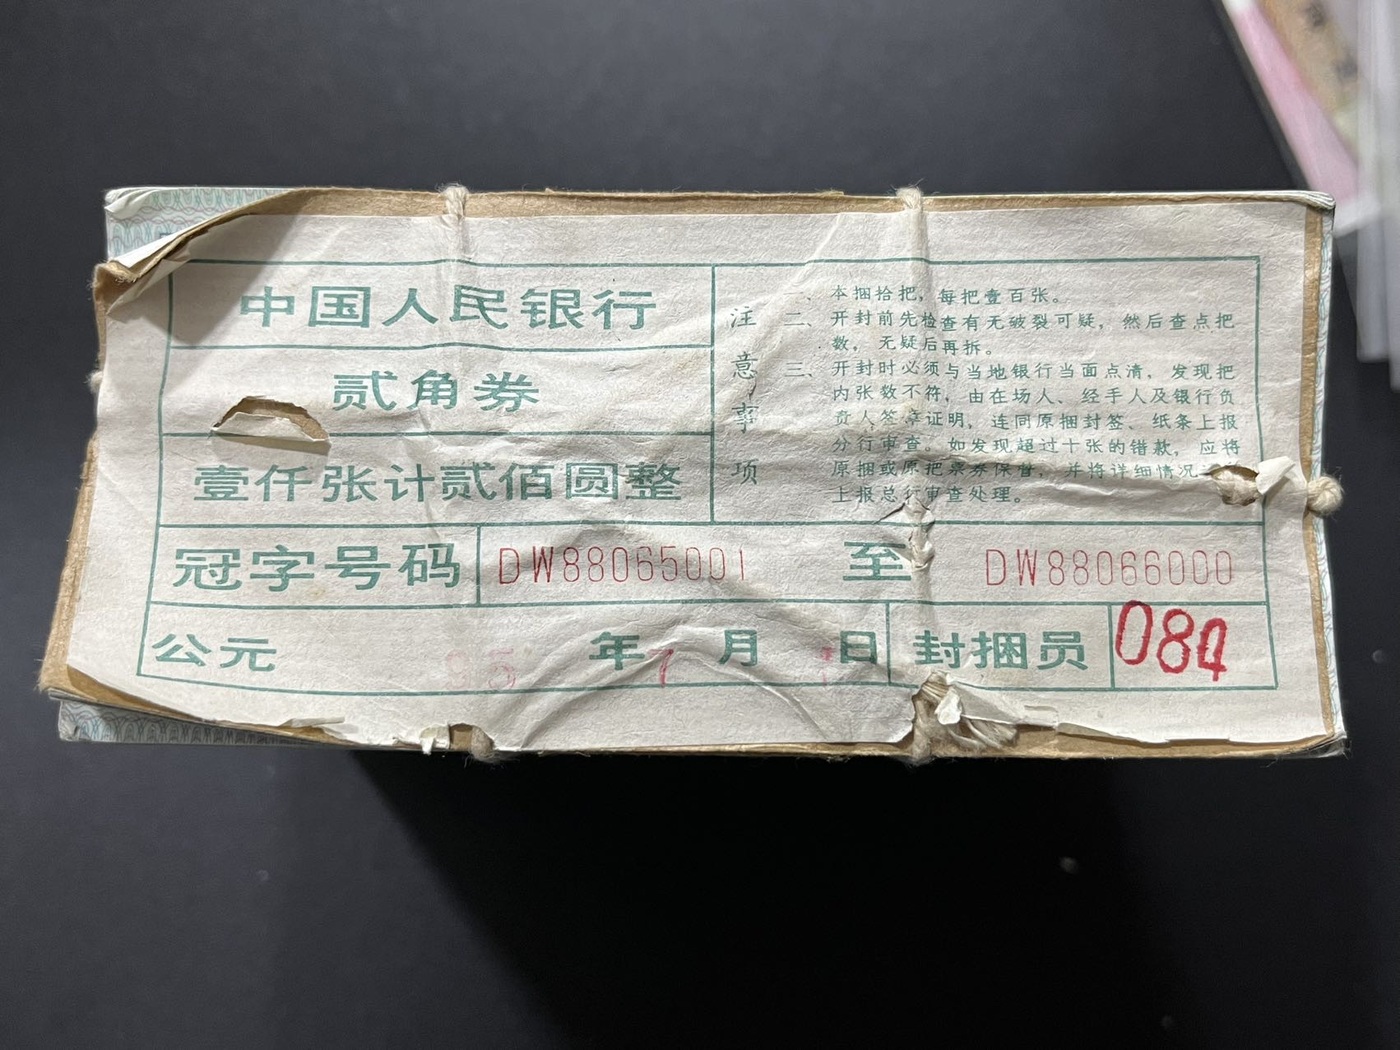 中国人民银行
贰角券
壹仟张计贰佰圆整
注意事项
一、本捆拾把，每把壹百张。
二、开封前先检查有无破裂可疑，然后查点把
数，无疑后再拆。
三、开封时必须与当地银行当面点清，发现把
内张数不符，由在场人、经手人及银行负
责人签章证明，连同原捆封签、纸条上报
分行审查。如发现超过十张的错款，应将
原捆或原把票券保留，并将详细情况
上报总行审查处理。
冠字号码 DW88065001 至 DW88066000
公元 95 年 7 月 日 封捆员 084